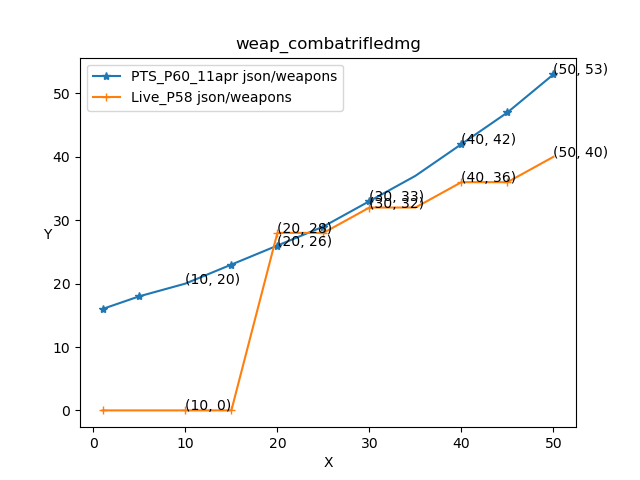 weap_combatrifledmg
PTS_P60_11apr json/weapons
Live_P58 json/weapons
(50, 53)
(40, 42)
(50, 40)
(40, 36)
(30, 33)
(30, 32)
(20, 28)
(20, 26)
(10, 20)
(10, 0)
Y
50
40
30
20
10
0
0 10 20 30 40 50
X